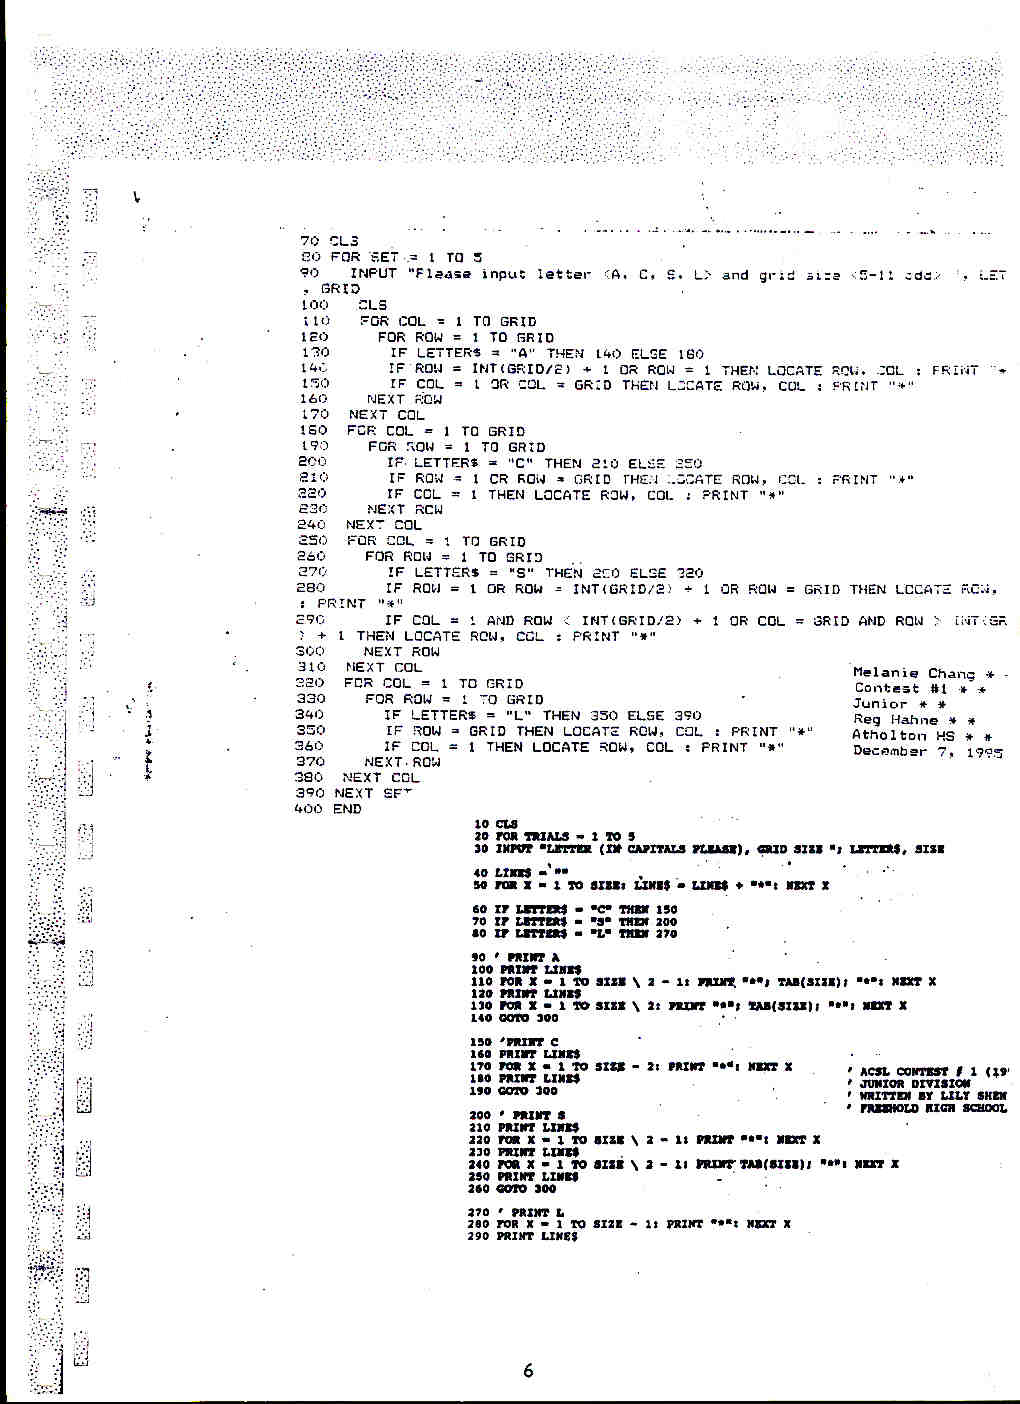 70 CLS
80 FOR SET = 1 TO 5
90 INPUT "Please input letter <A, C, S, L> and grid size <5-11 odd> ", LET
, GRID
100 CLS
110 FOR COL = 1 TO GRID
120 FOR ROW = 1 TO GRID
130 IF LETTER$ = "A" THEN 140 ELSE 180
140 IF ROW = INT(GRID/2) + 1 OR ROW = 1 THEN LOCATE ROW, COL : PRINT "*
150 IF COL = 1 OR COL = GRID THEN LOCATE ROW, COL : PRINT "*"
160 NEXT ROW
170 NEXT COL
180 FOR COL = 1 TO GRID
190 FOR ROW = 1 TO GRID
200 IF LETTER$ = "C" THEN 210 ELSE 250
210 IF ROW = 1 OR ROW = GRID THEN LOCATE ROW, COL : PRINT "*"
220 IF COL = 1 THEN LOCATE ROW, COL : PRINT "*"
230 NEXT ROW
240 NEXT COL
250 FOR COL = 1 TO GRID
260 FOR ROW = 1 TO GRID
270 IF LETTER$ = "S" THEN 280 ELSE 320
280 IF ROW = 1 OR ROW = INT(GRID/2) + 1 OR ROW = GRID THEN LOCATE ROW,
: PRINT "*"
290 IF COL = 1 AND ROW < INT(GRID/2) + 1 OR COL = GRID AND ROW > INT(GR
) + 1 THEN LOCATE ROW, COL : PRINT "*"
300 NEXT ROW
310 NEXT COL
320 FOR COL = 1 TO GRID
330 FOR ROW = 1 TO GRID
340 IF LETTER$ = "L" THEN 350 ELSE 390
350 IF ROW = GRID THEN LOCATE ROW, COL : PRINT "*"
360 IF COL = 1 THEN LOCATE ROW, COL : PRINT "*"
370 NEXT ROW
380 NEXT COL
390 NEXT SET
400 END
Melanie Chang *
Contest #1 * *
Junior * *
Reg Hahne * *
Atholton HS * *
December 7, 1995
10 CLS
20 FOR TRIALS = 1 TO 5
30 INPUT "LETTER (IN CAPITALS PLEASE), GRID SIZE "; LETTER$, SIZE
40 LINE$ = ""
50 FOR X = 1 TO SIZE: LINE$ = LINE$ + "*": NEXT X
60 IF LETTER$ = "C" THEN 150
70 IF LETTER$ = "S" THEN 200
80 IF LETTER$ = "L" THEN 270
90 ' PRINT A
100 PRINT LINE$
110 FOR X = 1 TO SIZE \ 2 - 1: PRINT "*"; TAB(SIZE); "*": NEXT X
120 PRINT LINE$
130 FOR X = 1 TO SIZE \ 2: PRINT "*"; TAB(SIZE); "*": NEXT X
140 GOTO 300
150 'PRINT C
160 PRINT LINE$
170 FOR X = 1 TO SIZE - 2: PRINT "*": NEXT X
180 PRINT LINE$
190 GOTO 300
' ACSL CONTEST # 1 (19
' JUNIOR DIVISION
' WRITTEN BY LILY SHEN
' FREEHOLD HIGH SCHOOL
200 ' PRINT S
210 PRINT LINE$
220 FOR X = 1 TO SIZE \ 2 - 1: PRINT "*": NEXT X
230 PRINT LINE$
240 FOR X = 1 TO SIZE \ 2 - 1: PRINT TAB(SIZE); "*": NEXT X
250 PRINT LINE$
260 GOTO 300
270 ' PRINT L
280 FOR X = 1 TO SIZE - 1: PRINT "*": NEXT X
290 PRINT LINE$
6